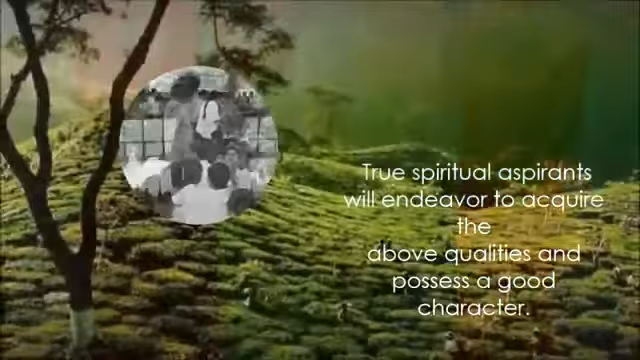 True spiritual aspirants
will endeavor to acquire
the
above qualities and
possess a good
character.